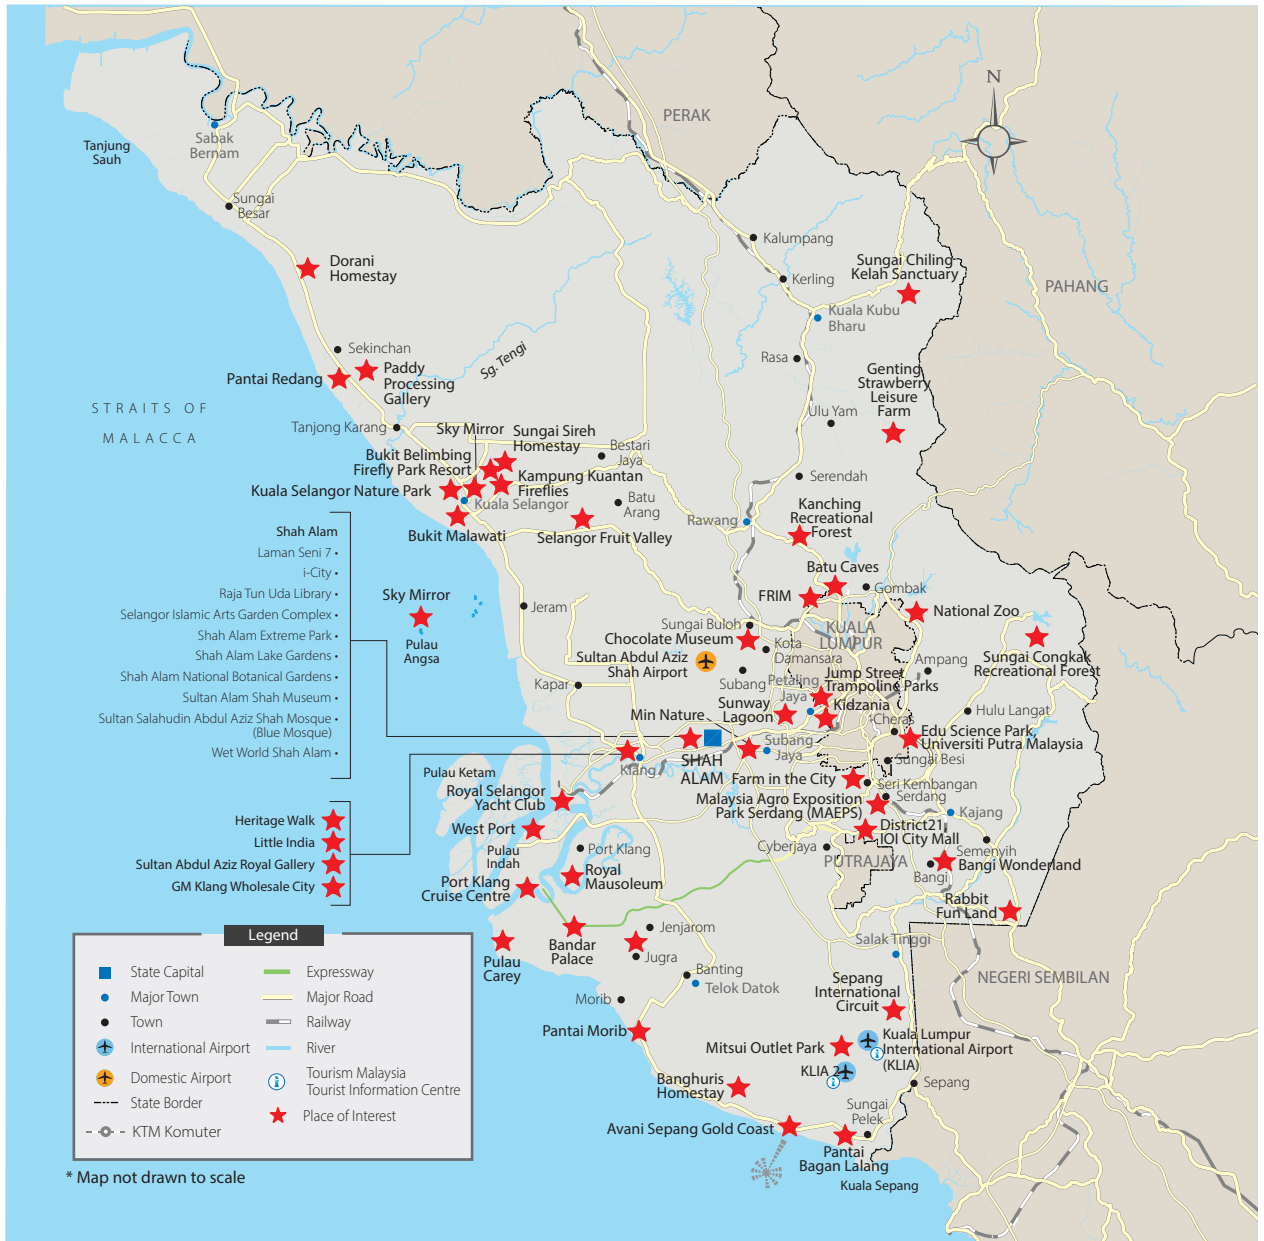 N
PERAK
Tanjung
Sauh
Sabak
Bernam
Sungai
Besar
Kalumpang
Dorani
Homestay
Sungai Chiling
Kelah Sanctuary
Kerling
PAHANG
Kuala Kubu
Bharu
Sekinchan
Sg. Tengi
Rasa
Paddy
Processing
Gallery
Pantai Redang
Genting
Strawberry
Leisure
Farm
STRAITS OF
MALACCA
Ulu Yam
Tanjong Karang
Sky Mirror
Sungai Sireh
Homestay
Bestari
Jaya
Bukit Belimbing
Firefly Park Resort
Kampung Kuantan
Fireflies
Serendah
Kuala Selangor Nature Park
Kuala Selangor
Batu
Arang
Kanching
Recreational
Forest
Rawang
Bukit Malawati
Selangor Fruit Valley
Shah Alam
Laman Seni 7 •
i-City •
Raja Tun Uda Library •
Selangor Islamic Arts Garden Complex •
Shah Alam Extreme Park •
Shah Alam Lake Gardens •
Shah Alam National Botanical Gardens •
Sultan Alam Shah Museum •
Sultan Salahudin Abdul Aziz Shah Mosque •
(Blue Mosque)
Wet World Shah Alam •
Batu Caves
Gombak
FRIM
Sky Mirror
Pulau
Angsa
Jeram
National Zoo
Sungai Buloh
KUALA
LUMPUR
Chocolate Museum
Kota
Damansara
Sultan Abdul Aziz
Shah Airport
Sungai Congkak
Recreational Forest
Ampang
Kapar
Subang
Petaling
Jaya
Jump Street
Trampoline Parks
Sunway
Lagoon
Kidzania
Min Nature
Cheras
Hulu Langat
Edu Science Park,
Universiti Putra Malaysia
Subang
Jaya
SHAH
ALAM
Klang
Sungai Besi
Pulau Ketam
Farm in the City
Seri Kembangan
Serdang
Royal Selangor
Yacht Club
Malaysia Agro Exposition
Park Serdang (MAEPS)
Kajang
Heritage Walk
Little India
Sultan Abdul Aziz Royal Gallery
GM Klang Wholesale City
West Port
District21,
IOI City Mall
Pulau
Indah
Port Klang
Cyberjaya
PUTRAJAYA
Semenyih
Bangi Wonderland
Bangi
Royal
Mausoleum
Port Klang
Cruise Centre
Rabbit
Fun Land
Jenjarom
Bandar
Palace
Jugra
Salak Tinggi
Pulau
Carey
Banting
Telok Datok
Sepang
International
Circuit
NEGERI SEMBILAN
Morib
Pantai Morib
Mitsui Outlet Park
Kuala Lumpur
International Airport
(KLIA)
KLIA 2
Banghuris
Homestay
Sepang
Sungai
Pelek
Avani Sepang Gold Coast
Pantai
Bagan Lalang
Kuala Sepang
Legend
State Capital
Major Town
Town
International Airport
Domestic Airport
State Border
KTM Komuter
Expressway
Major Road
Railway
River
Tourism Malaysia
Tourist Information Centre
Place of Interest
* Map not drawn to scale